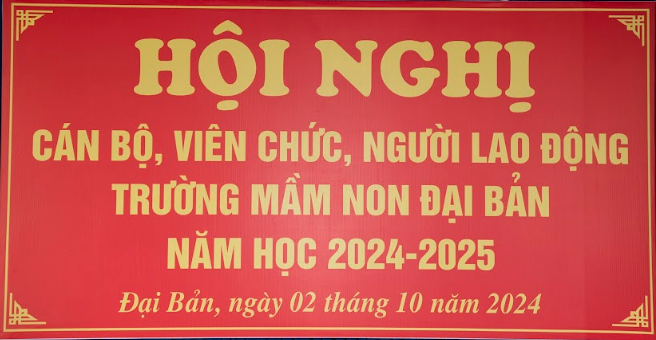 HỘI NGHỊ
CÁN BỘ, VIÊN CHỨC, NGƯỜI LAO ĐỘNG
TRƯỜNG MẦM NON ĐẠI BẢN
NĂM HỌC 2024-2025
Đại Bản, ngày 02 tháng 10 năm 2024